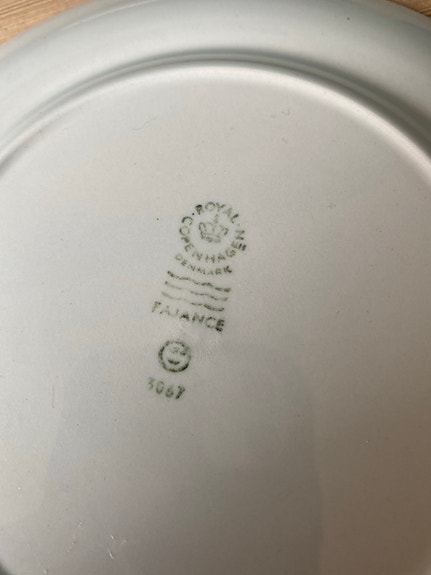 ROYAL
COPENHAGEN
DENMARK
FAJANCE
3067